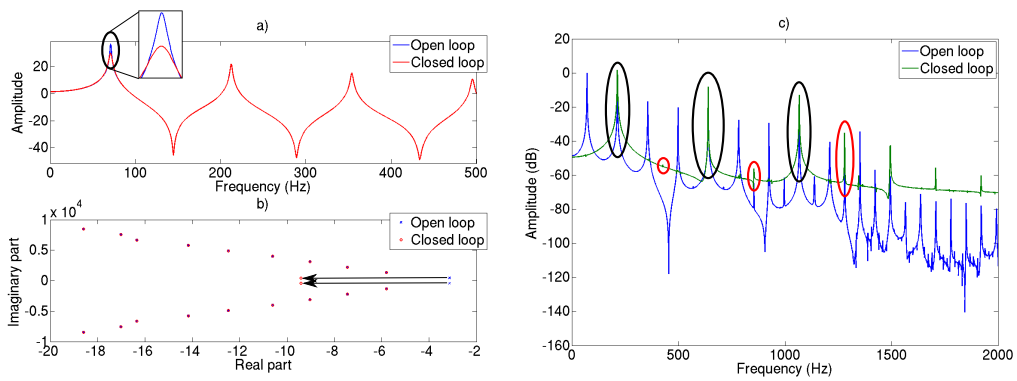 a)
Open loop
Closed loop
20
0
-20
-40
Amplitude
0
100
200
300
400
500
Frequency (Hz)
b)
x 10^4
Open loop
Closed loop
1
0.5
0
-0.5
-1
Imaginary part
-20
-18
-16
-14
-12
-10
-8
-6
-4
-2
Real part
c)
Open loop
Closed loop
20
0
-20
-40
-60
-80
-100
-120
-140
-160
Amplitude (dB)
0
500
1000
1500
2000
Frequency (Hz)